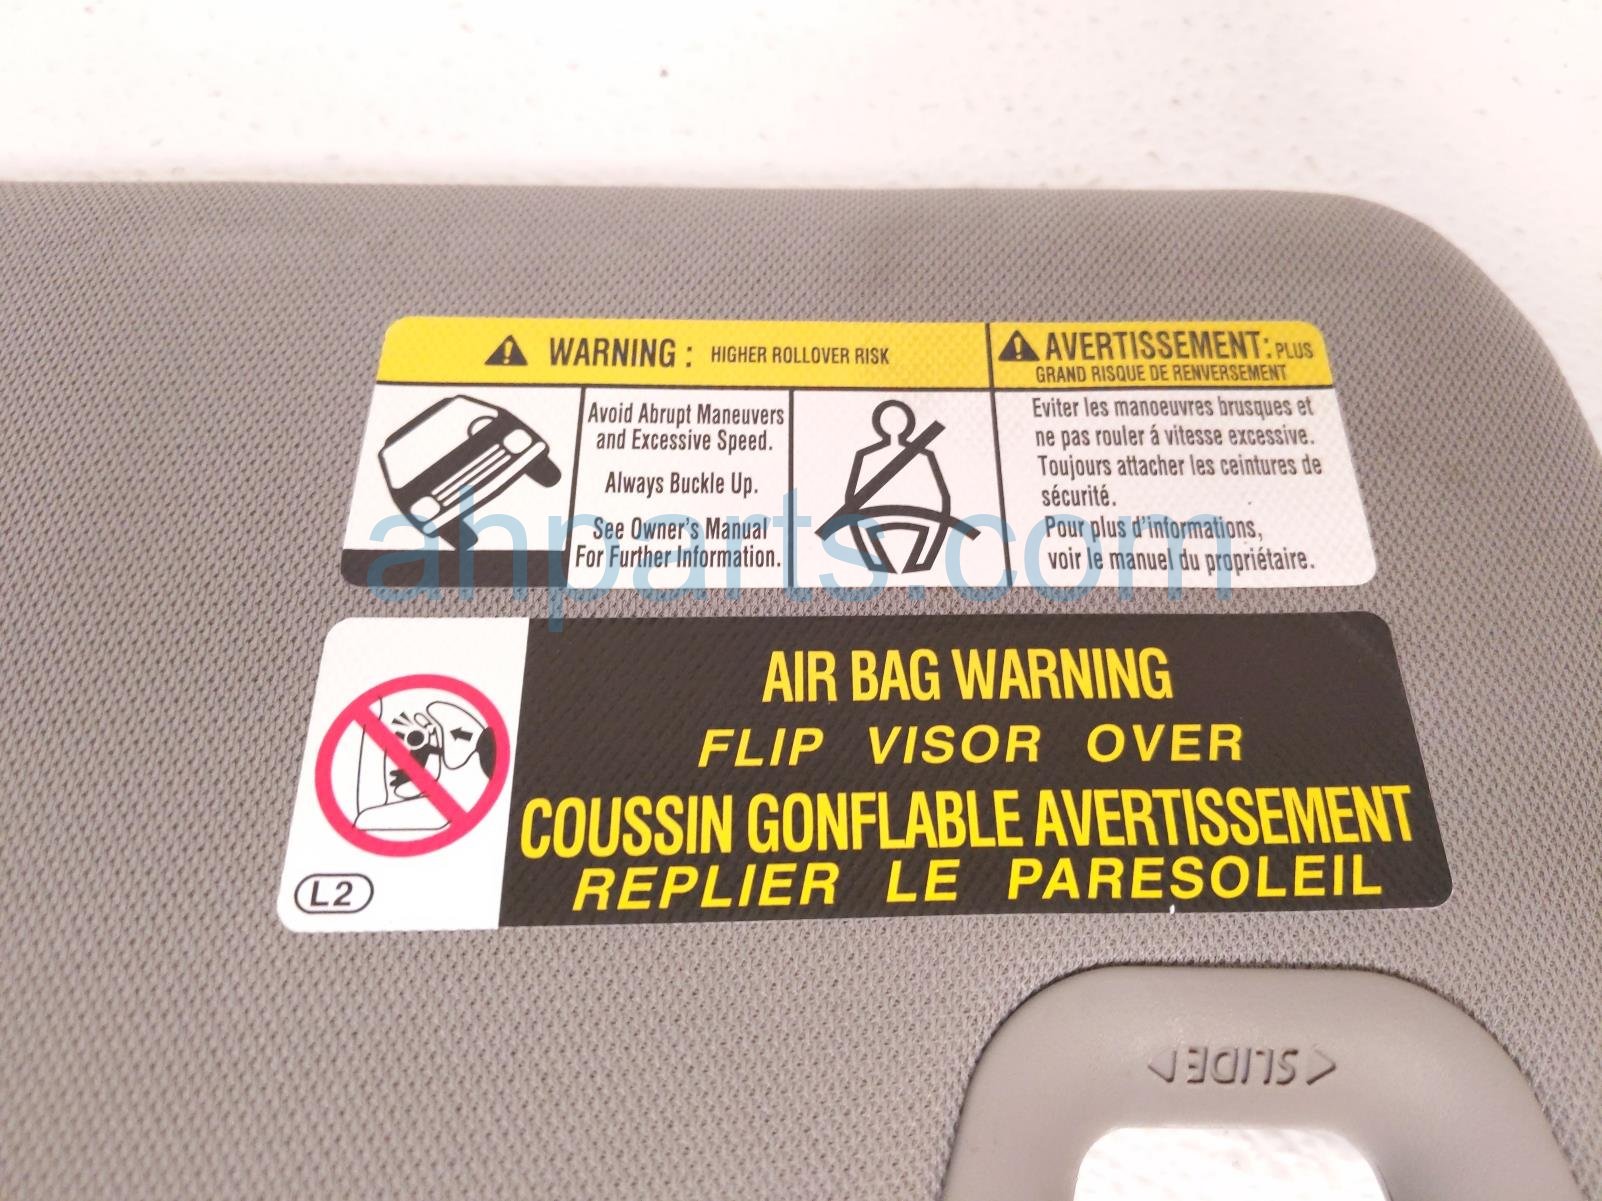 WARNING : HIGHER ROLLOVER RISK
AVERTISSEMENT: PLUS
GRAND RISQUE DE RENVERSEMENT
Avoid Abrupt Maneuvers
and Excessive Speed.
Always Buckle Up.
See Owner's Manual
For Further Information.
Eviter les manoeuvres brusques et
ne pas rouler á vitesse excessive.
Toujours attacher les ceintures de
sécurité.
Pour plus d'informations,
voir le manuel du propriétaire.
ahparts.com
AIR BAG WARNING
FLIP VISOR OVER
COUSSIN GONFLABLE AVERTISSEMENT
REPLIER LE PARESOLEIL
L2
SLIDE